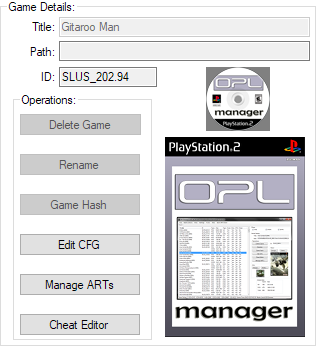 Game Details:
Title: Gitaroo Man
Path:
ID: SLUS_202.94
OPL
manager
PlayStation.2
Operations:
Delete Game
Rename
Game Hash
Edit CFG
Manage ARTs
Cheat Editor
PlayStation.2
OPL
manager